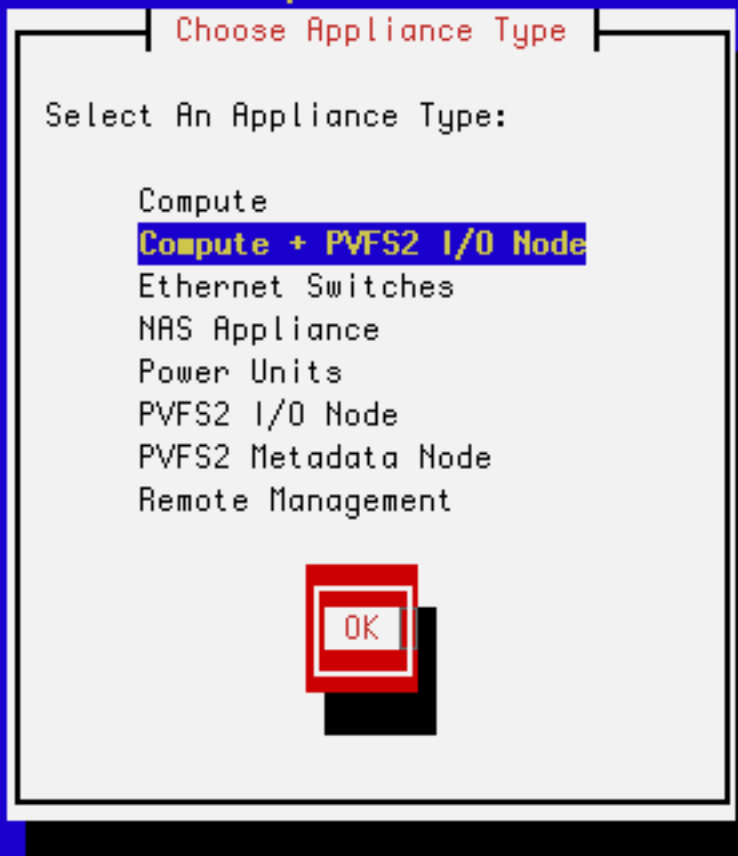 Choose Appliance Type
Select An Appliance Type:
Compute
Compute + PVFS2 I/O Node
Ethernet Switches
NAS Appliance
Power Units
PVFS2 I/O Node
PVFS2 Metadata Node
Remote Management
OK